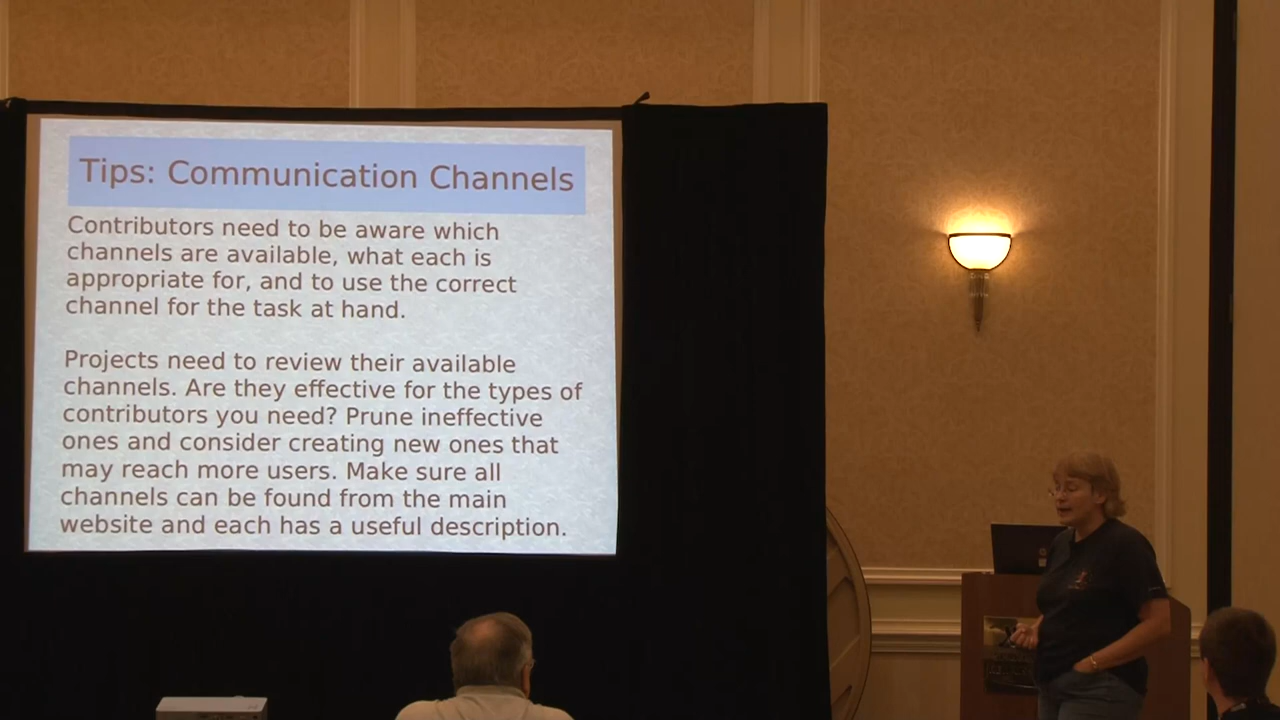 Tips: Communication Channels
Contributors need to be aware which
channels are available, what each is
appropriate for, and to use the correct
channel for the task at hand.
Projects need to review their available
channels. Are they effective for the types of
contributors you need? Prune ineffective
ones and consider creating new ones that
may reach more users. Make sure all
channels can be found from the main
website and each has a useful description.